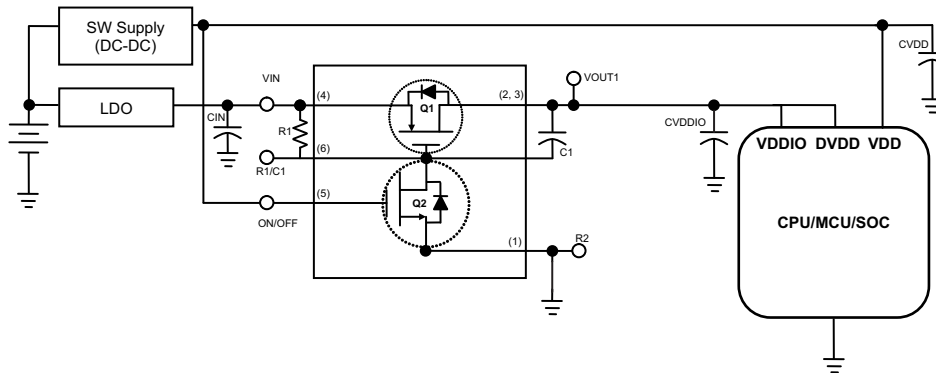 SW Supply
(DC-DC)
CVDD
VIN
VOUT1
LDO
(4)
(2, 3)
CIN
Q1
R1
CVDDIO
C1
VDDIO DVDD VDD
(6)
R1/C1
(5)
Q2
CPU/MCU/SOC
ON/OFF
(1)
R2